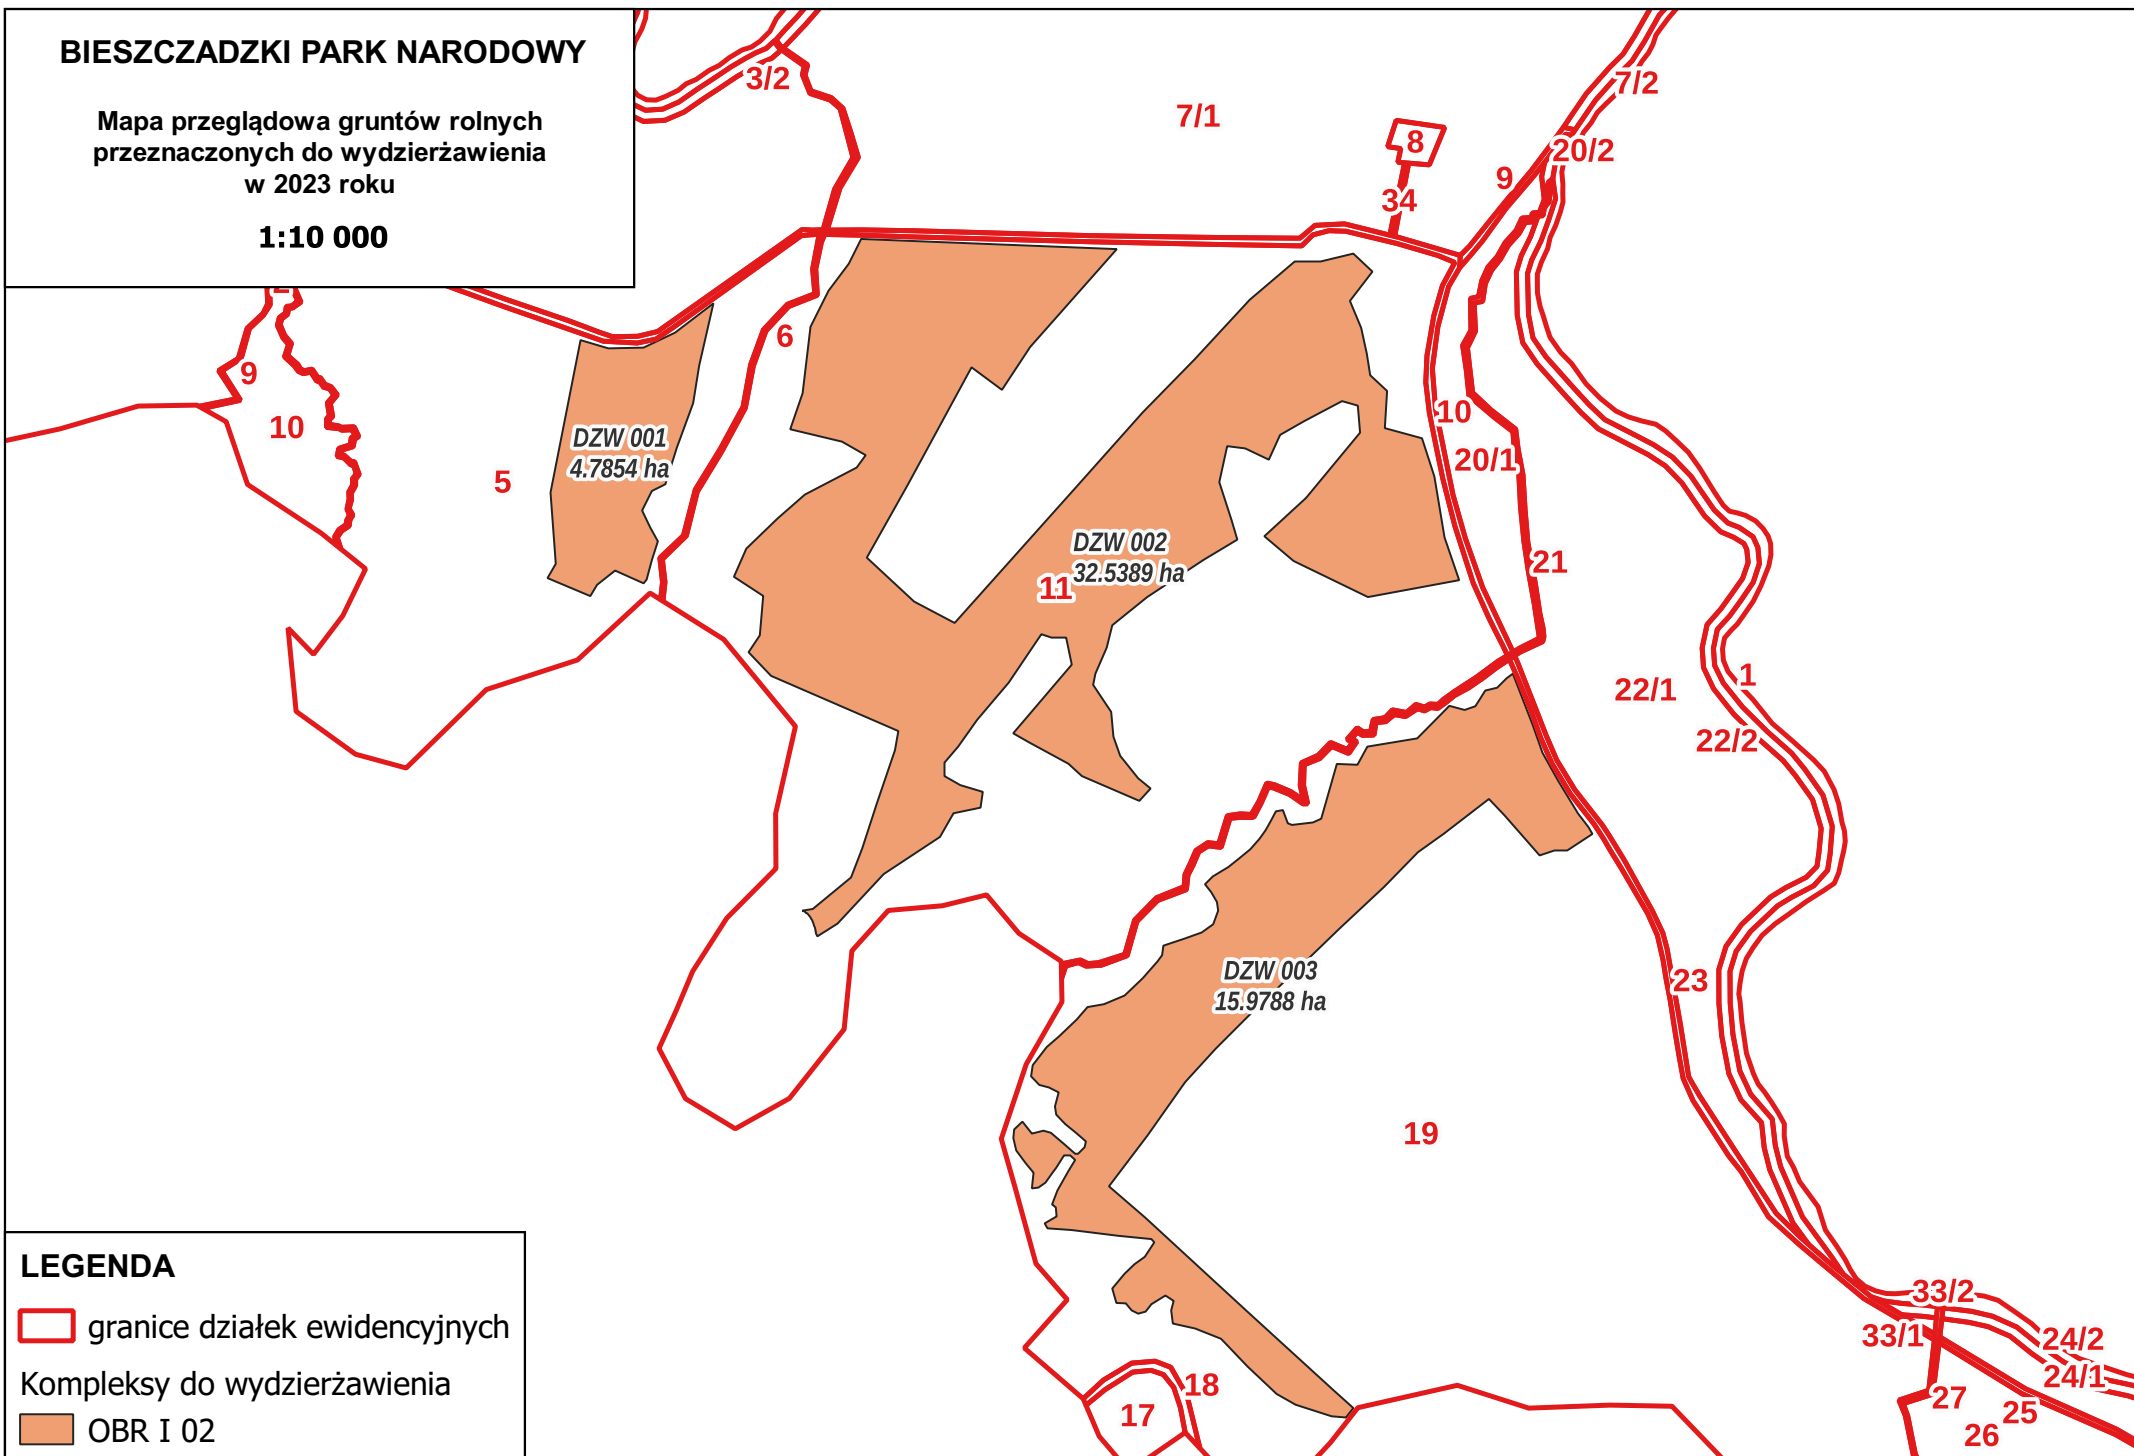 BIESZCZADZKI PARK NARODOWY
Mapa przeglądowa gruntów rolnych
przeznaczonych do wydzierżawienia
w 2023 roku
1:10 000
3/2
7/1
7/2
8
20/2
9
34
6
9
10
5
DZW 001
4.7854 ha
10
20/1
DZW 002
32.5389 ha
11
21
22/1
1
22/2
DZW 003
15.9788 ha
23
19
33/2
33/1
24/2
24/1
18
17
27
25
26
LEGENDA
granice działek ewidencyjnych
Kompleksy do wydzierżawienia
OBR I 02